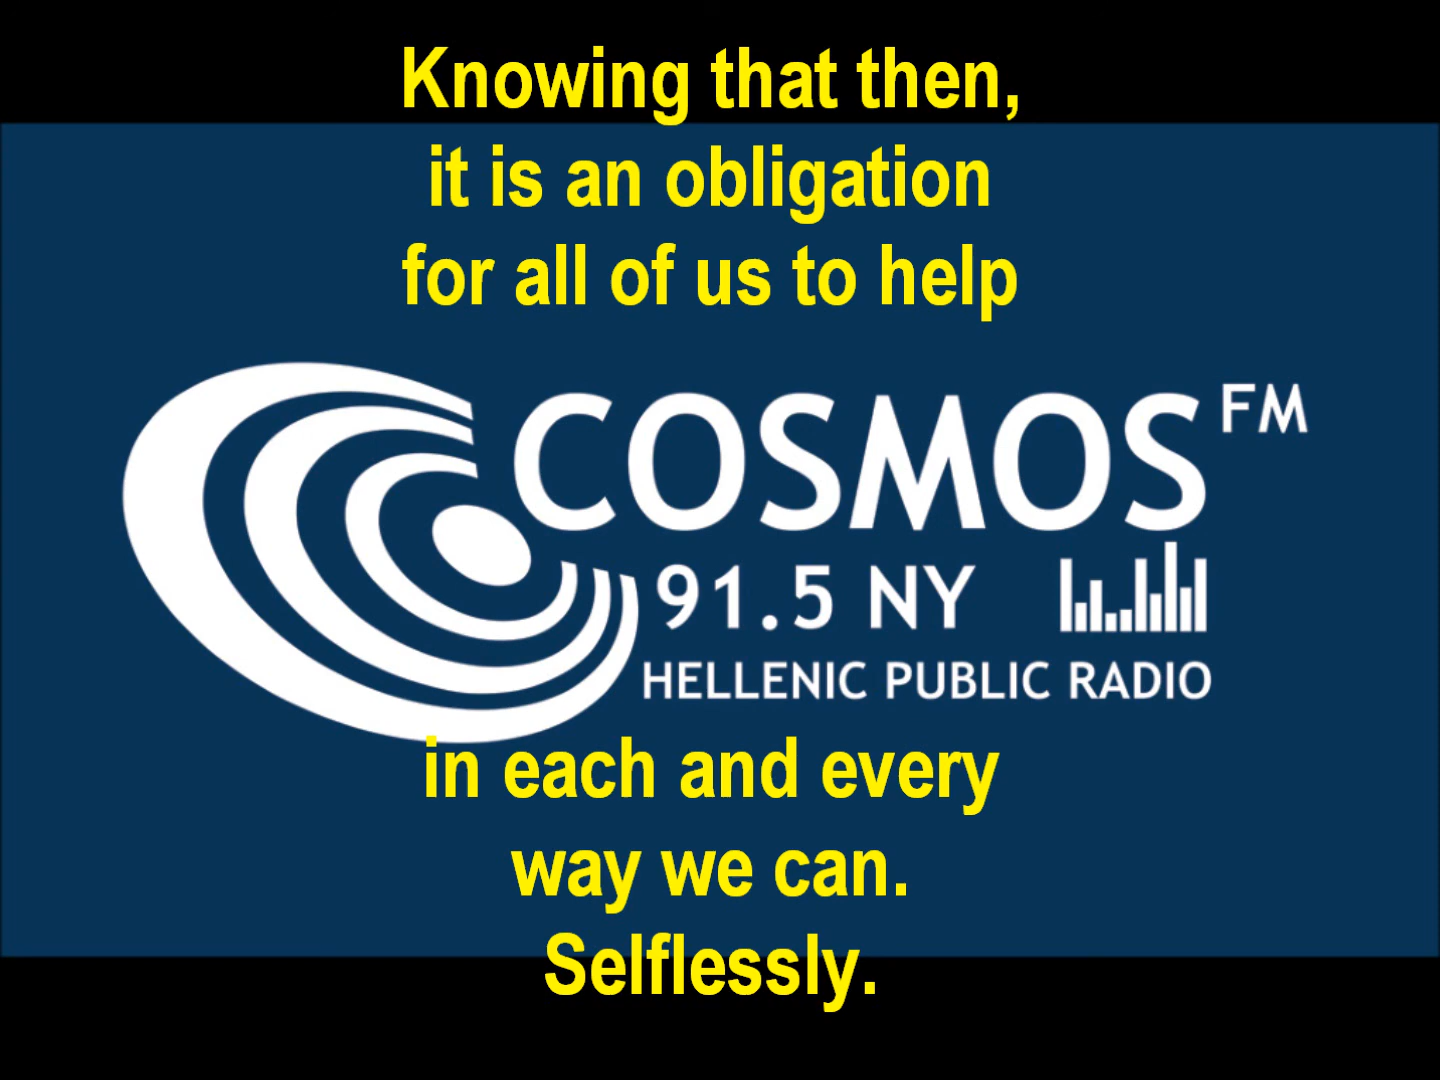 Knowing that then,
it is an obligation
for all of us to help
COSMOS FM
91.5 NY
HELLENIC PUBLIC RADIO
in each and every
way we can.
Selflessly.